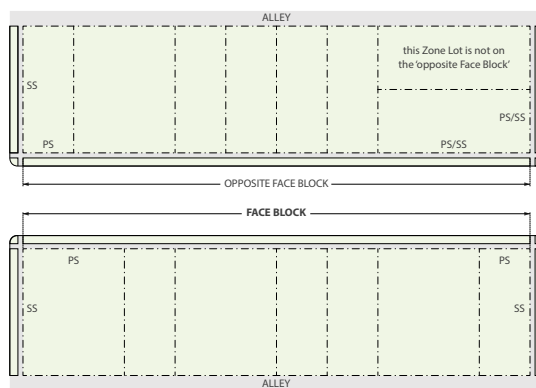 ALLEY
this Zone Lot is not on
the ‘opposite Face Block’
SS
PS/SS
PS
PS/SS
OPPOSITE FACE BLOCK
FACE BLOCK
PS
PS
SS
SS
ALLEY